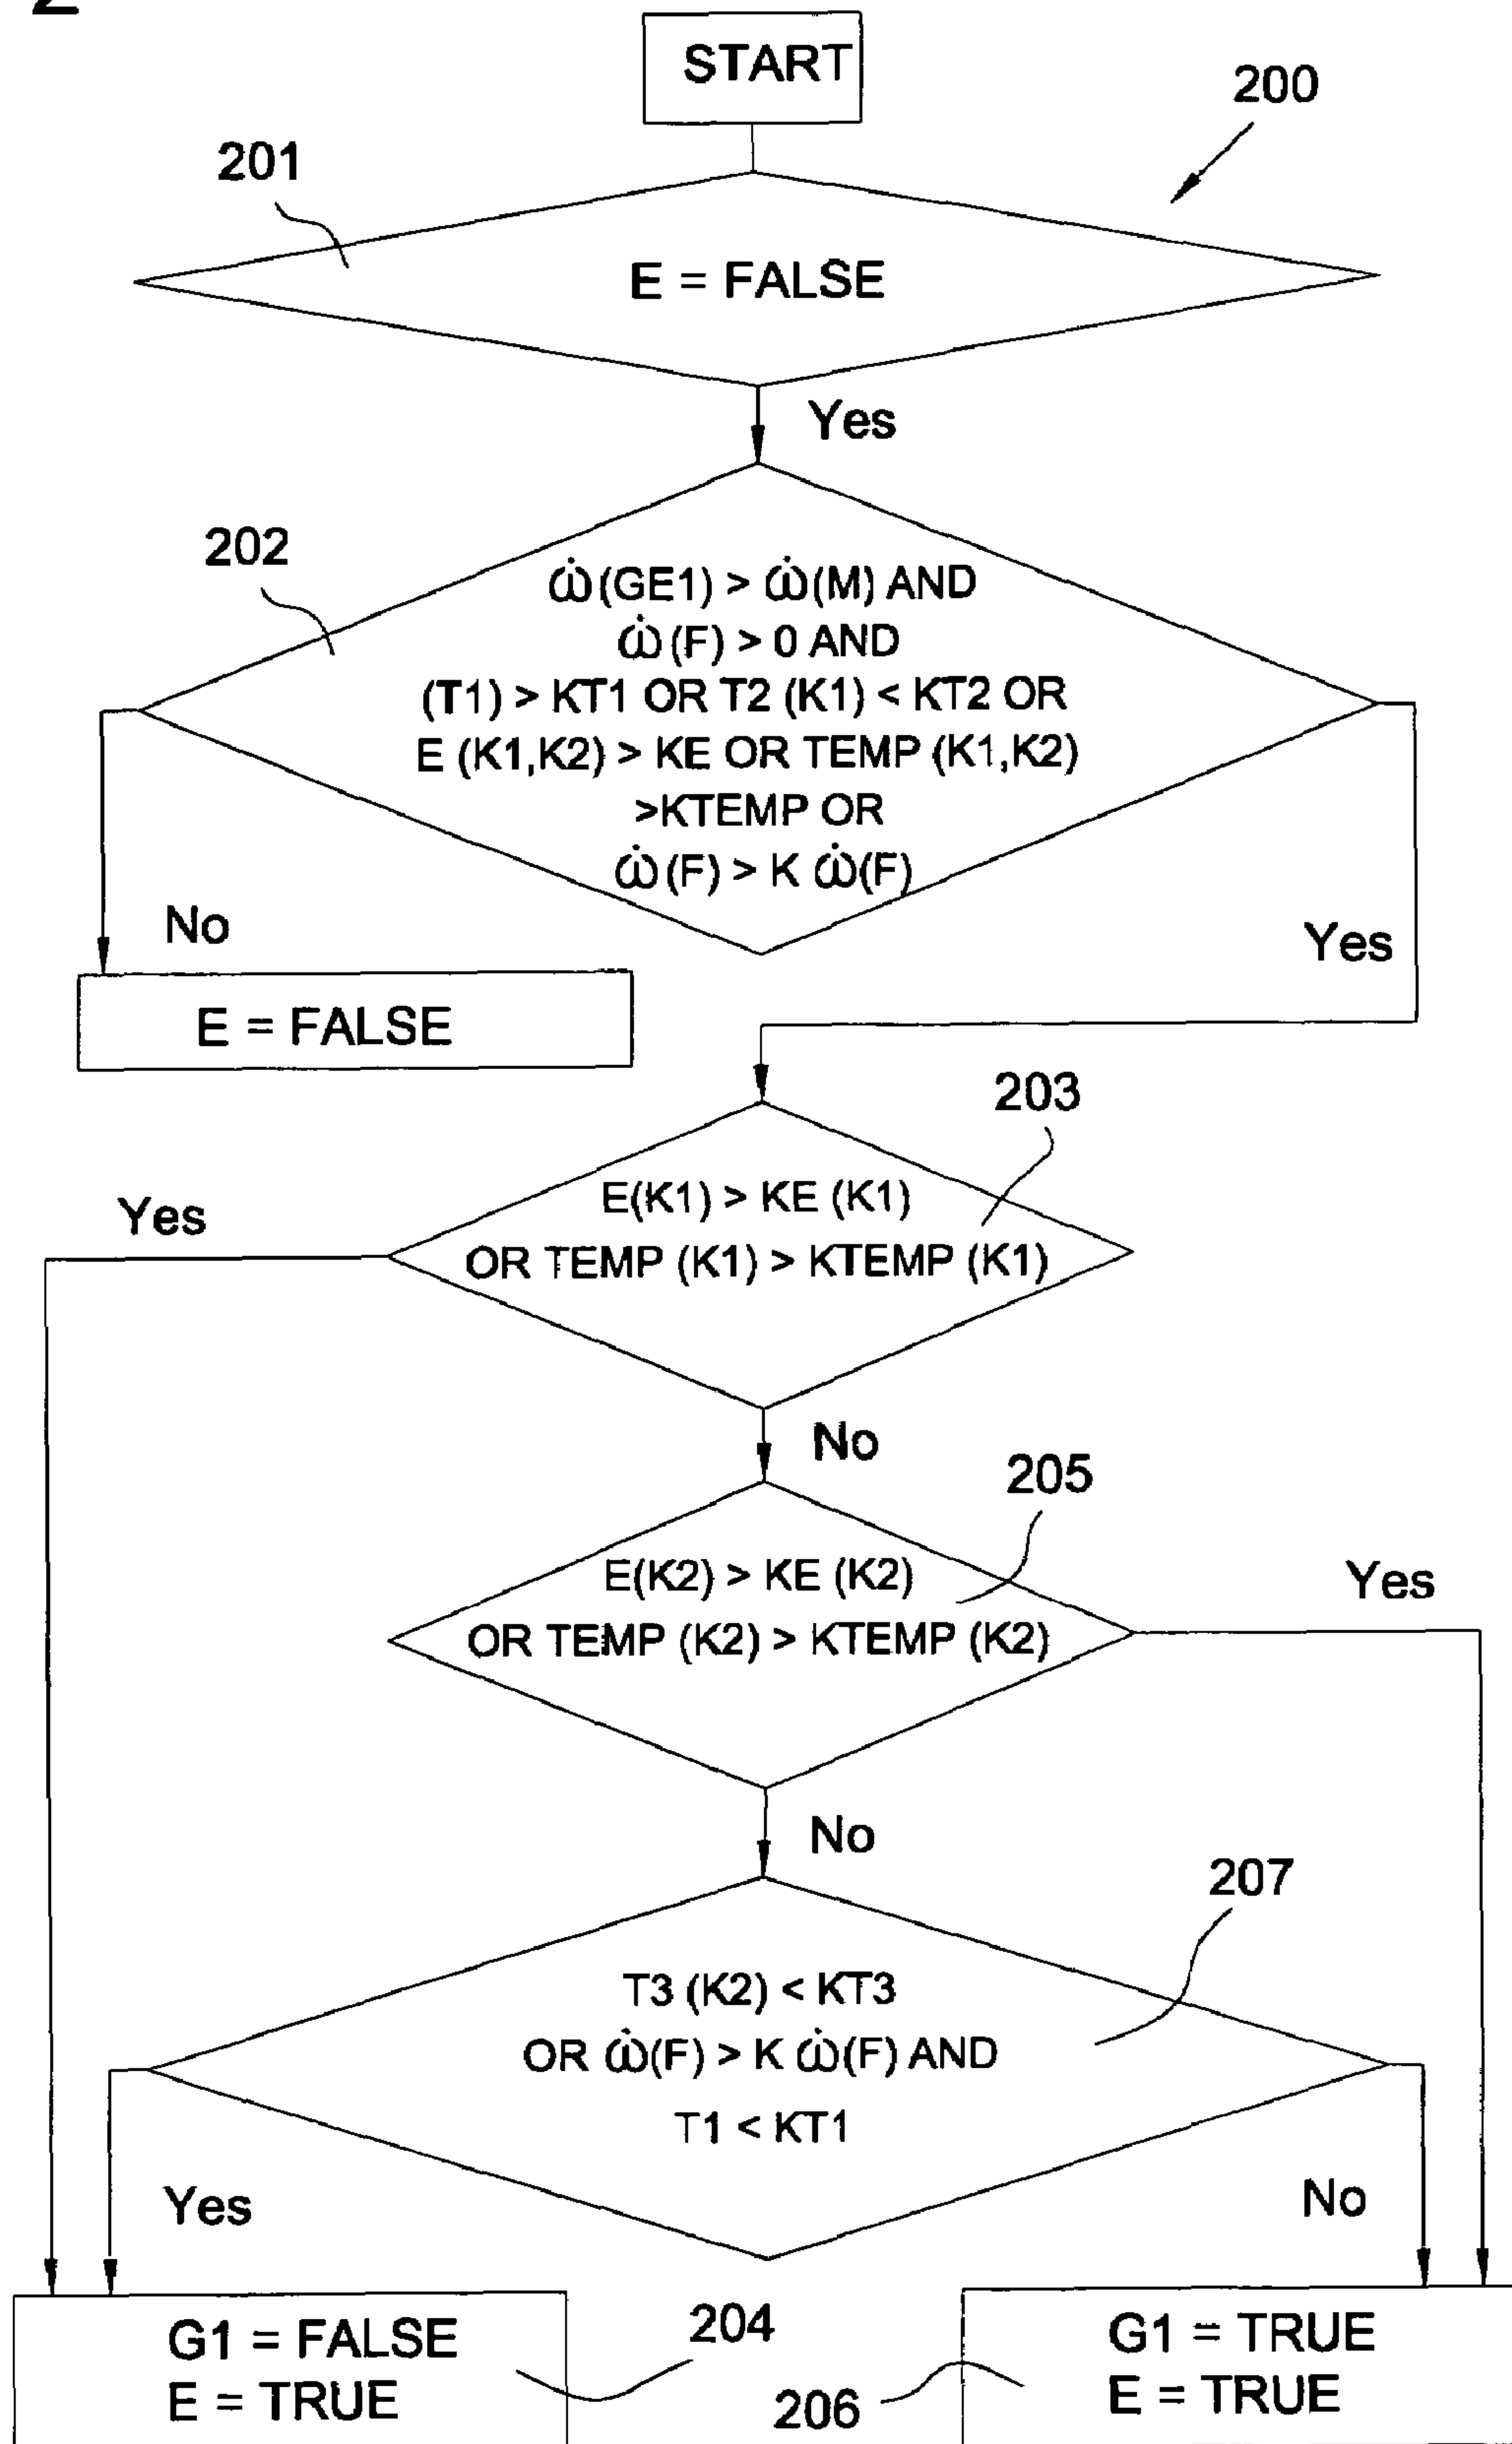 2
START
200
201
E = FALSE
Yes
202
ώ(GE1) > ώ(M) AND
ώ(F) > 0 AND
(T1) > KT1 OR T2 (K1) < KT2 OR
E (K1,K2) > KE OR TEMP (K1,K2)
>KTEMP OR
ώ(F) > K ώ(F)
No
Yes
E = FALSE
203
E(K1) > KE (K1)
OR TEMP (K1) > KTEMP (K1)
Yes
No
205
E(K2) > KE (K2)
OR TEMP (K2) > KTEMP (K2)
Yes
No
207
T3 (K2) < KT3
OR ώ(F) > K ώ(F) AND
T1 < KT1
Yes
No
G1 = FALSE
E = TRUE
204
206
G1 = TRUE
E = TRUE